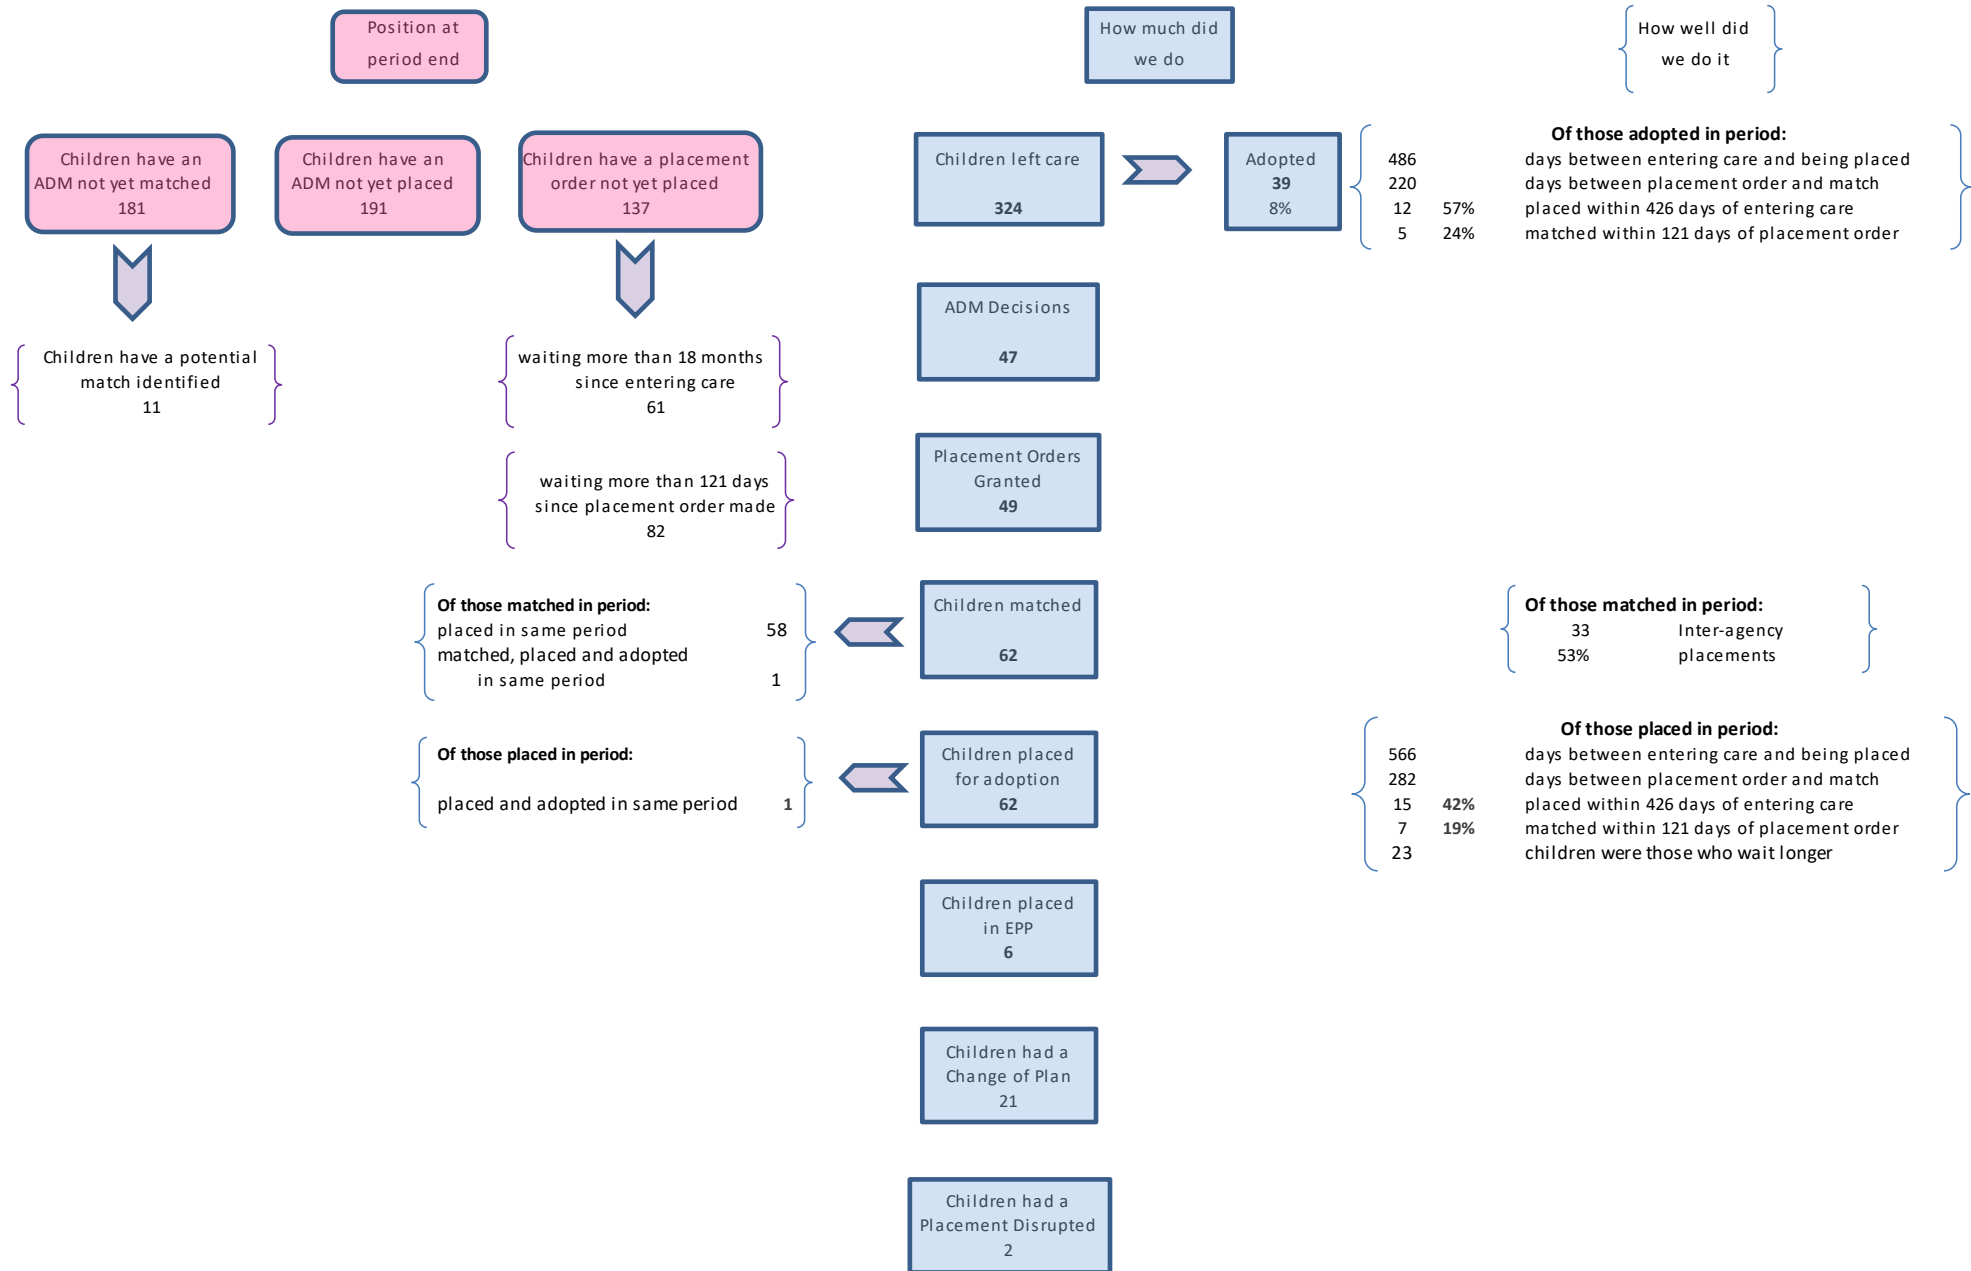 Position at
period end
How much did
we do
How well did
we do it
Children have an
ADM not yet matched
181
Children have an
ADM not yet placed
191
Children have a placement
order not yet placed
137
Children left care
324
Adopted
39
8%
Of those adopted in period:
486 days between entering care and being placed
220 days between placement order and match
12 57% placed within 426 days of entering care
5 24% matched within 121 days of placement order
ADM Decisions
47
Children have a potential
match identified
11
waiting more than 18 months
since entering care
61
Placement Orders
Granted
49
waiting more than 121 days
since placement order made
82
Of those matched in period:
placed in same period 58
matched, placed and adopted
in same period 1
Children matched
62
Of those matched in period:
33 Inter-agency
53% placements
Of those placed in period:
placed and adopted in same period 1
Children placed
for adoption
62
Of those placed in period:
566 days between entering care and being placed
282 days between placement order and match
15 42% placed within 426 days of entering care
7 19% matched within 121 days of placement order
23 children were those who wait longer
Children placed
in EPP
6
Children had a
Change of Plan
21
Children had a
Placement Disrupted
2